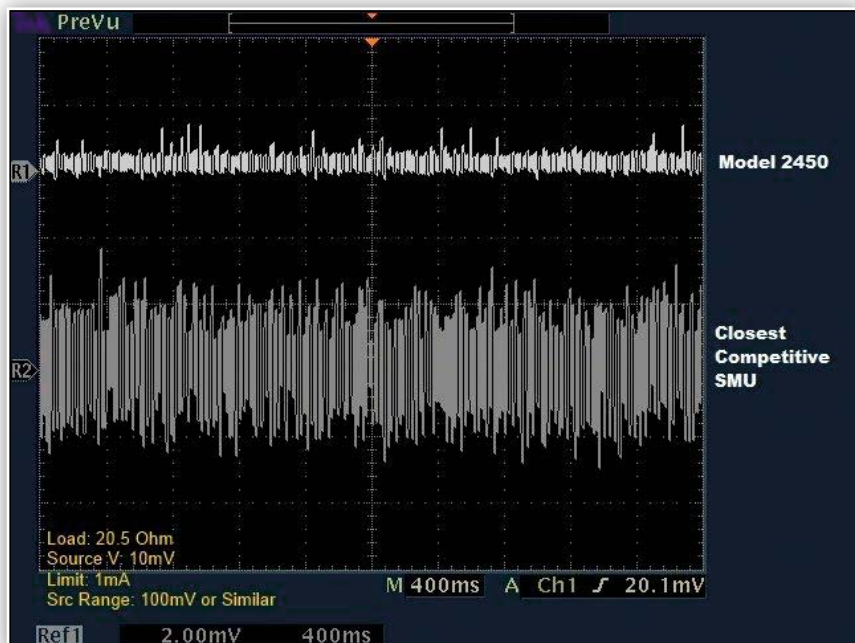 PreVu
R1
Model 2450
Closest
Competitive
SMU
R2
Load: 20.5 Ohm
Source V: 10mV
Limit: 1mA
Src Range: 100mV or Similar
M 400ms A Ch1 20.1mV
Ref1 2.00mV 400ms